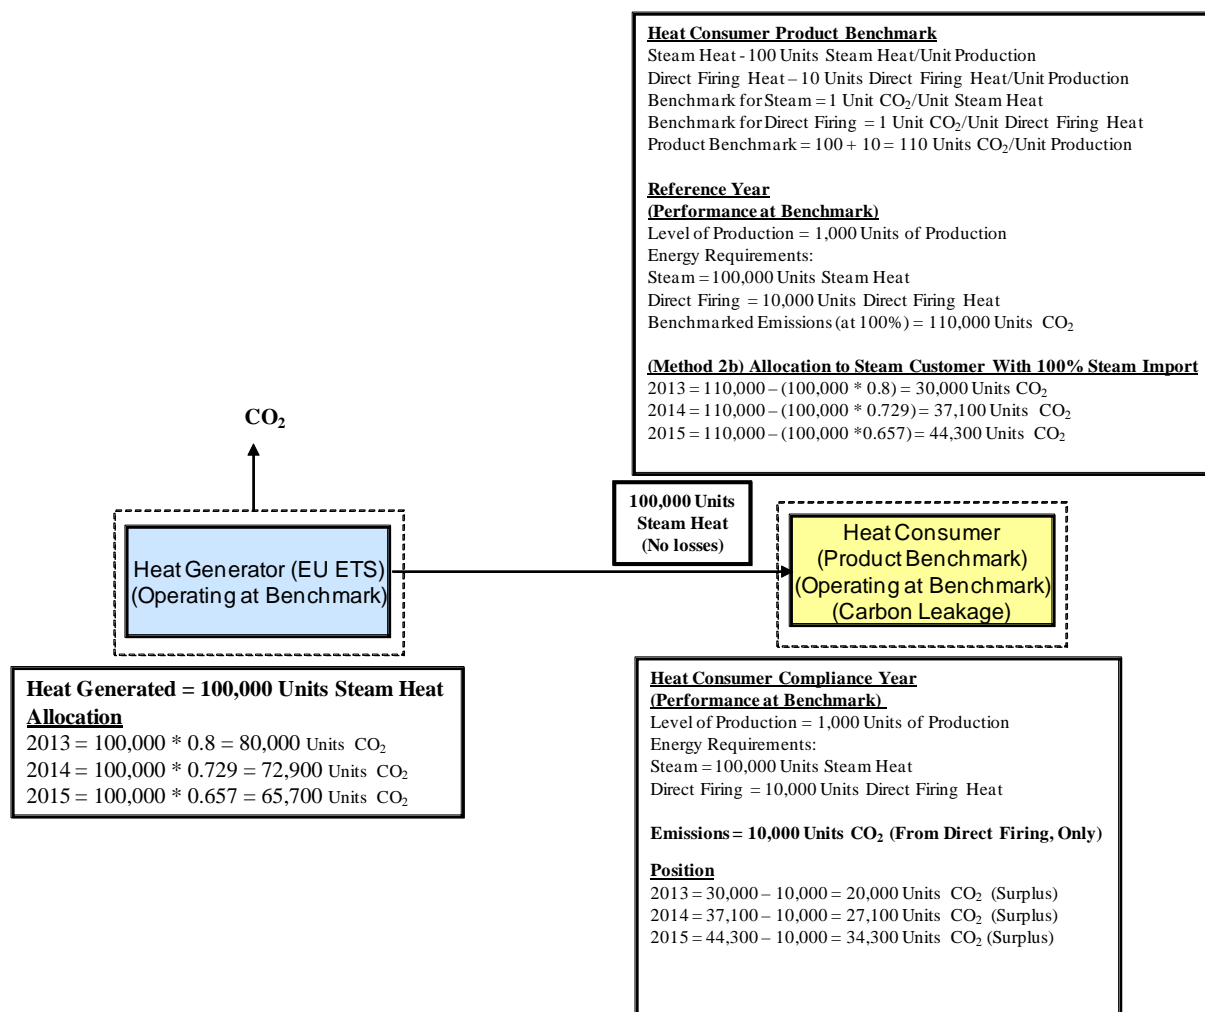 Heat Consumer Product Benchmark
Steam Heat - 100 Units Steam Heat/Unit Production
Direct Firing Heat – 10 Units Direct Firing Heat/Unit Production
Benchmark for Steam = 1 Unit CO₂/Unit Steam Heat
Benchmark for Direct Firing = 1 Unit CO₂/Unit Direct Firing Heat
Product Benchmark = 100 + 10 = 110 Units CO₂/Unit Production
Reference Year
(Performance at Benchmark)
Level of Production = 1,000 Units of Production
Energy Requirements:
Steam = 100,000 Units Steam Heat
Direct Firing = 10,000 Units Direct Firing Heat
Benchmarked Emissions (at 100%) = 110,000 Units CO₂
(Method 2b) Allocation to Steam Customer With 100% Steam Import
2013 = 110,000 – (100,000 * 0.8) = 30,000 Units CO₂
2014 = 110,000 – (100,000 * 0.729) = 37,100 Units CO₂
2015 = 110,000 – (100,000 *0.657) = 44,300 Units CO₂
CO₂
100,000 Units
Steam Heat
(No losses)
Heat Generator (EU ETS)
(Operating at Benchmark)
Heat Consumer
(Product Benchmark)
(Operating at Benchmark)
(Carbon Leakage)
Heat Generated = 100,000 Units Steam Heat
Allocation
2013 = 100,000 * 0.8 = 80,000 Units CO₂
2014 = 100,000 * 0.729 = 72,900 Units CO₂
2015 = 100,000 * 0.657 = 65,700 Units CO₂
Heat Consumer Compliance Year
(Performance at Benchmark)
Level of Production = 1,000 Units of Production
Energy Requirements:
Steam = 100,000 Units Steam Heat
Direct Firing = 10,000 Units Direct Firing Heat
Emissions = 10,000 Units CO₂ (From Direct Firing, Only)
Position
2013 = 30,000 – 10,000 = 20,000 Units CO₂ (Surplus)
2014 = 37,100 – 10,000 = 27,100 Units CO₂ (Surplus)
2015 = 44,300 – 10,000 = 34,300 Units CO₂ (Surplus)